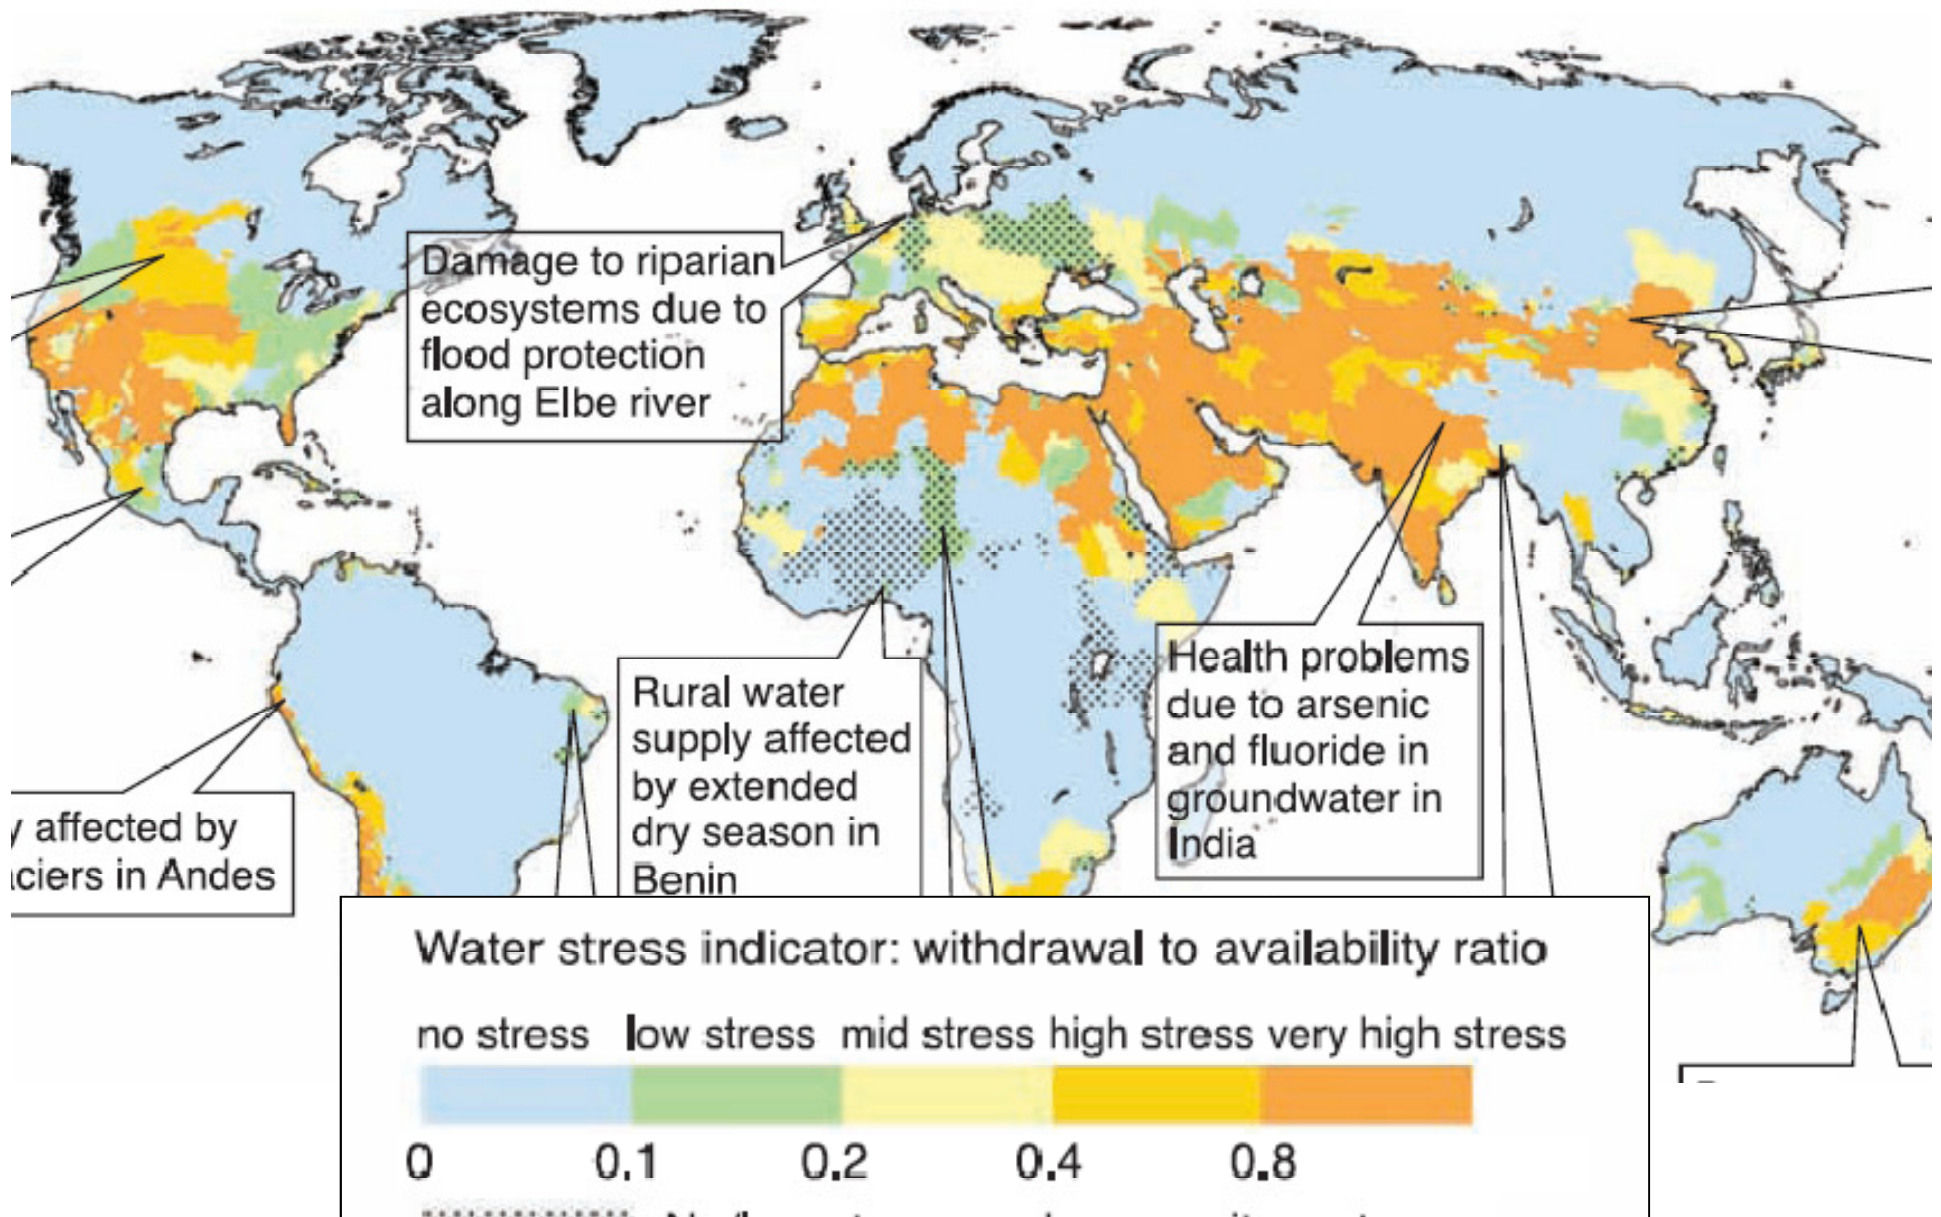 Damage to riparian
ecosystems due to
flood protection
along Elbe river
Rural water
supply affected
by extended
dry season in
Benin
Health problems
due to arsenic
and fluoride in
groundwater in
India
y affected by
aciers in Andes
Water stress indicator: withdrawal to availability ratio
no stress low stress mid stress high stress very high stress
0 0.1 0.2 0.4 0.8